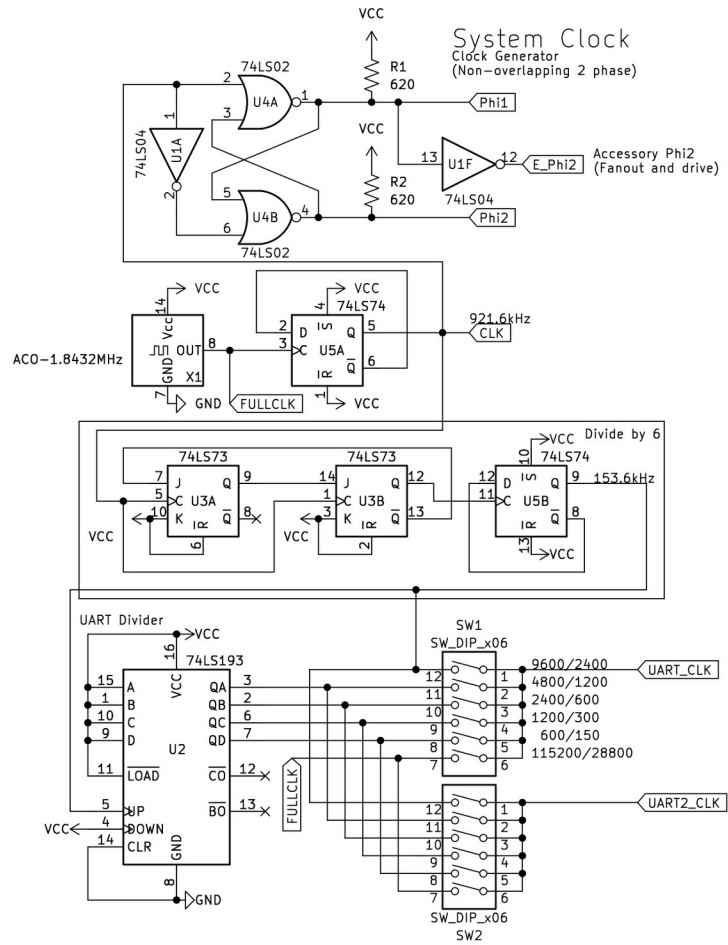 System Clock
Clock Generator
(Non-overlapping 2 phase)
VCC
R1
620
74LS02
2
3
U4A
1
Phi1
1
74LS04
U1A
2
VCC
R2
620
13
U1F
12
E_Phi2
74LS04
Accessory Phi2
(Fanout and drive)
5
6
U4B
4
Phi2
74LS02
VCC
14
Vcc
OUT
8
GND
X1
7
GND
ACO-1.8432MHz
FULLCLK
VCC
4
74LS74
2
D
S
Q
5
3
C
U5A
R
Q
6
1
VCC
921.6kHz
CLK
Divide by 6
74LS73
7
J
Q
9
5
C
U3A
10
K
R
Q
8
6
VCC
74LS73
14
J
Q
12
1
C
U3B
3
K
R
Q
13
2
VCC
VCC
10
74LS74
12
D
S
Q
9
153.6kHz
11
C
U5B
R
Q
8
13
VCC
UART Divider
VCC
16
74LS193
VCC
15
A
QA
3
1
B
QB
2
10
C
QC
6
9
D
QD
7
U2
11
LOAD
CO
12
5
UP
BO
13
VCC
4
DOWN
14
CLR
GND
8
GND
SW1
SW_DIP_x06
12
1
9600/2400
UART_CLK
11
2
4800/1200
10
3
2400/600
9
4
1200/300
8
5
600/150
7
6
115200/28800
FULLCLK
12
1
UART2_CLK
11
2
10
3
9
4
8
5
7
6
SW_DIP_x06
SW2